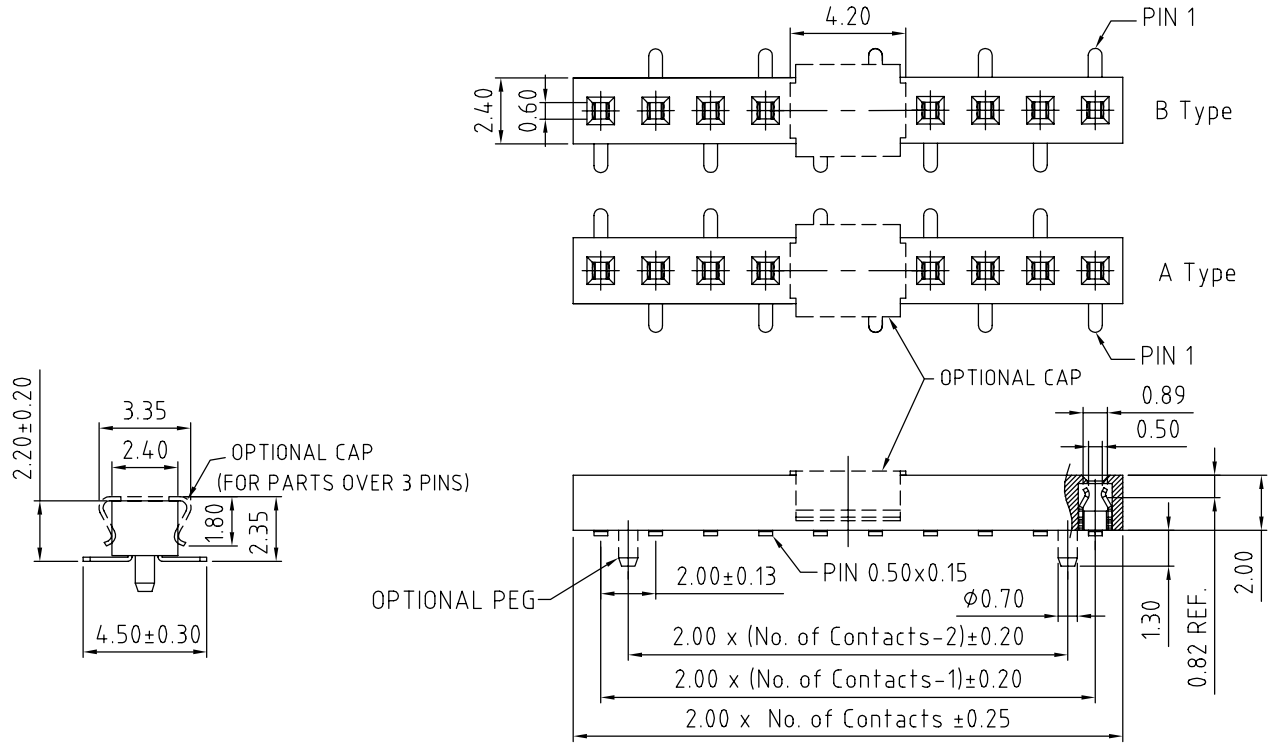 4.20
PIN 1
2.40
0.60
B Type
A Type
PIN 1
OPTIONAL CAP
2.20±0.20
3.35
2.40
OPTIONAL CAP
(FOR PARTS OVER 3 PINS)
1.80
2.35
4.50±0.30
0.89
0.50
OPTIONAL PEG
2.00±0.13
PIN 0.50x0.15
Φ0.70
1.30
0.82 REF.
2.00
2.00 x (No. of Contacts-2)±0.20
2.00 x (No. of Contacts-1)±0.20
2.00 x No. of Contacts ±0.25